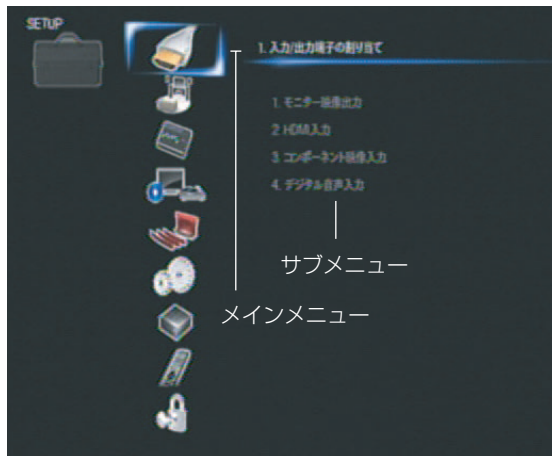 SETUP
1. 入力/出力端子の割り当て
1. モニター映像出力
2. HDMI入力
3. コンポーネント映像入力
4. デジタル音声入力
サブメニュー
メインメニュー